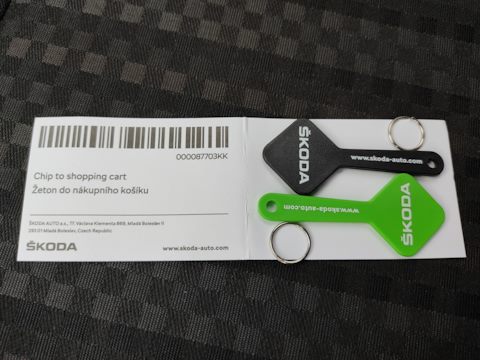 000087703KK
Chip to shopping cart
Žeton do nákupního košíku
ŠKODA AUTO a.s., Tř. Václava Klementa 869, Mladá Boleslav II
293 01 Mladá Boleslav, Czech Republic
ŠKODA
www.skoda-auto.com
ŠKODA
www.skoda-auto.com
ŠKODA
www.skoda-auto.com